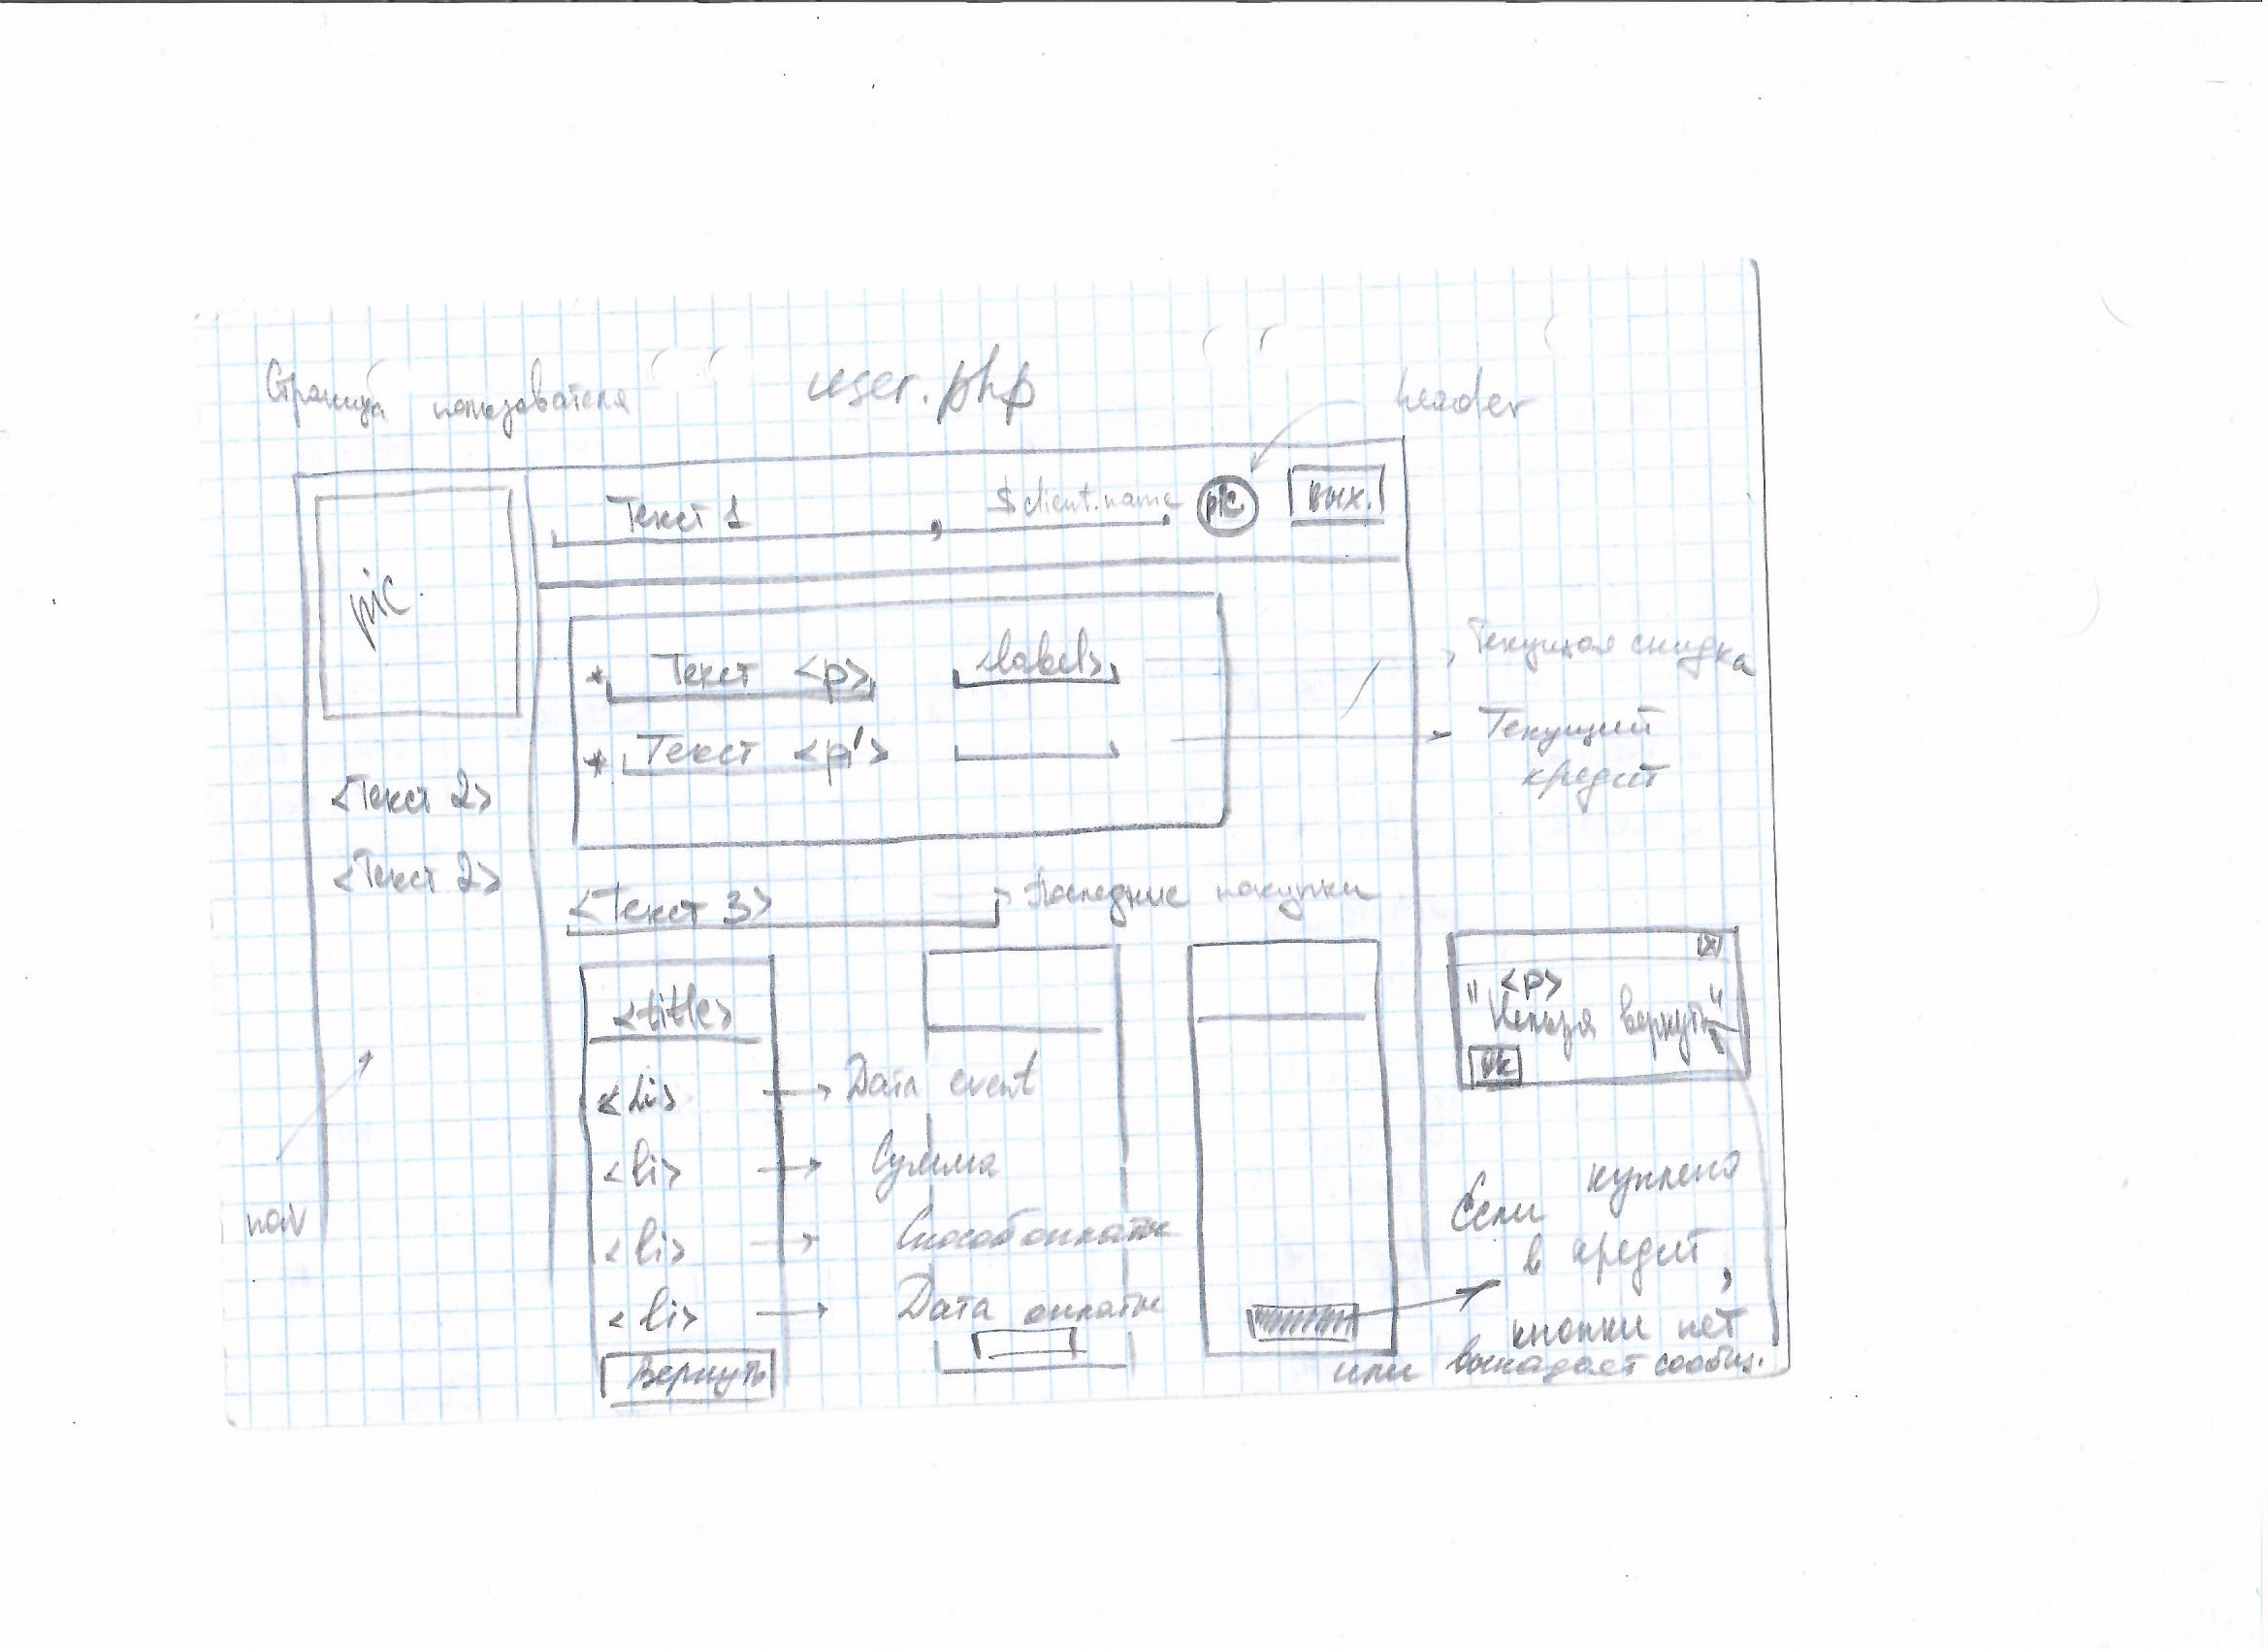 Страница пользователя
user.php
header
Текст 1 , $client.name pic вых.
pic.
* Текст <p> <label>
Текущая скидка
* Текст <p'>
Текущий
кредит
<Текст 2>
<Текст 2>
<Текст 3> Последние покупки
<title>
<li> Дата event
<li> Сумма
<li> Способ оплаты
<li> Дата оплаты
Вернуть
nav
x
<p>
"Нельзя вернуть"
ok
Если куплено
в кредит,
кнопки нет
или выпадает сообщ.